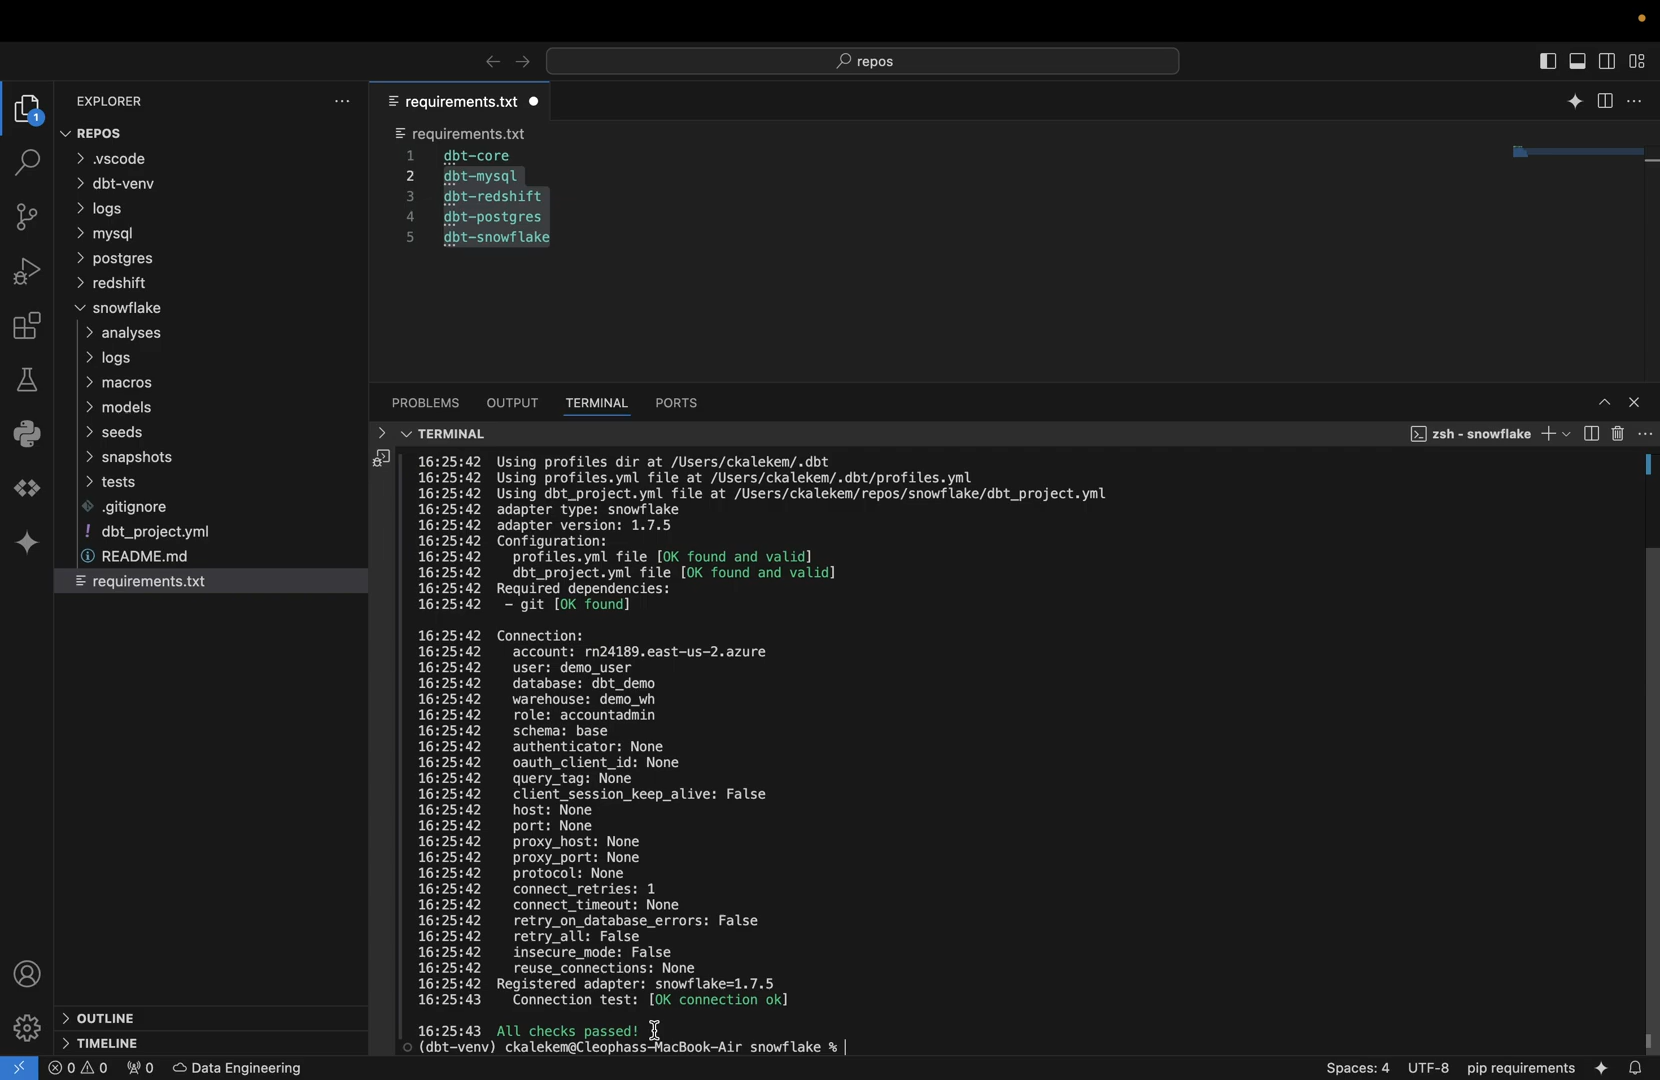 repos
EXPLORER
1
REPOS
.vscode
dbt-venv
logs
mysql
postgres
redshift
snowflake
analyses
logs
macros
models
seeds
snapshots
tests
.gitignore
! dbt_project.yml
README.md
requirements.txt
OUTLINE
TIMELINE
requirements.txt
requirements.txt
1 dbt-core
2 dbt-mysql
3 dbt-redshift
4 dbt-postgres
5 dbt-snowflake
PROBLEMS OUTPUT TERMINAL PORTS
TERMINAL
zsh - snowflake
16:25:42 Using profiles dir at /Users/ckalekem/.dbt
16:25:42 Using profiles.yml file at /Users/ckalekem/.dbt/profiles.yml
16:25:42 Using dbt_project.yml file at /Users/ckalekem/repos/snowflake/dbt_project.yml
16:25:42 adapter type: snowflake
16:25:42 adapter version: 1.7.5
16:25:42 Configuration:
16:25:42 profiles.yml file [OK found and valid]
16:25:42 dbt_project.yml file [OK found and valid]
16:25:42 Required dependencies:
16:25:42 - git [OK found]
16:25:42 Connection:
16:25:42 account: rn24189.east-us-2.azure
16:25:42 user: demo_user
16:25:42 database: dbt_demo
16:25:42 warehouse: demo_wh
16:25:42 role: accountadmin
16:25:42 schema: base
16:25:42 authenticator: None
16:25:42 oauth_client_id: None
16:25:42 query_tag: None
16:25:42 client_session_keep_alive: False
16:25:42 host: None
16:25:42 port: None
16:25:42 proxy_host: None
16:25:42 proxy_port: None
16:25:42 protocol: None
16:25:42 connect_retries: 1
16:25:42 connect_timeout: None
16:25:42 retry_on_database_errors: False
16:25:42 retry_all: False
16:25:42 insecure_mode: False
16:25:42 reuse_connections: None
16:25:42 Registered adapter: snowflake=1.7.5
16:25:43 Connection test: [OK connection ok]
16:25:43 All checks passed!
(dbt-venv) ckalekem@Cleophass-MacBook-Air snowflake %
0 0 0 Data Engineering
Spaces: 4 UTF-8 pip requirements